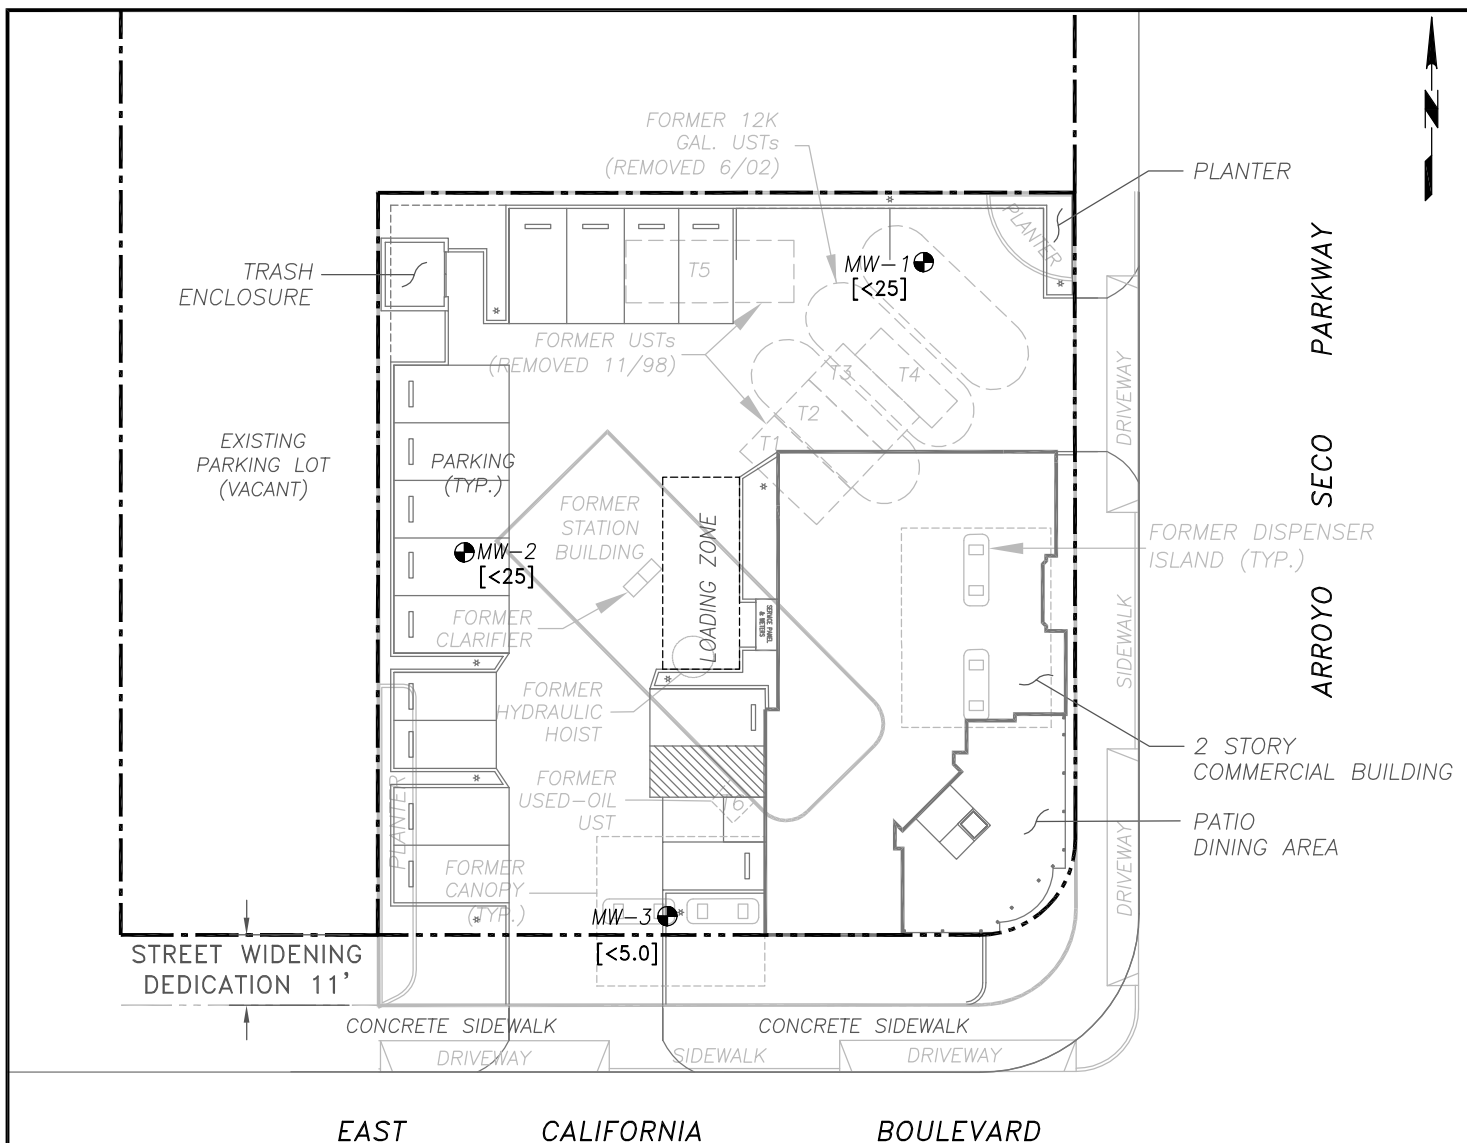 N
FORMER 12K
GAL. USTs
(REMOVED 6/02)
PLANTER
PLANTER
TRASH
ENCLOSURE
T5
MW-1
[<25]
FORMER USTs
(REMOVED 11/98)
T4
T3
T2
T1
DRIVEWAY
ARROYO SECO PARKWAY
EXISTING
PARKING LOT
(VACANT)
PARKING
(TYP.)
FORMER
STATION
BUILDING
LOADING ZONE
FORMER DISPENSER
ISLAND (TYP.)
MW-2
[<25]
FORMER
CLARIFIER
SERVICE PANEL
& METERS
SIDEWALK
FORMER
HYDRAULIC
HOIST
2 STORY
COMMERCIAL BUILDING
FORMER
USED-OIL
UST
T6
PLANTER
PATIO
DINING AREA
DRIVEWAY
FORMER
CANOPY
(TYP.)
MW-3
[<5.0]
STREET WIDENING
DEDICATION 11'
CONCRETE SIDEWALK
CONCRETE SIDEWALK
DRIVEWAY
SIDEWALK
DRIVEWAY
EAST CALIFORNIA BOULEVARD